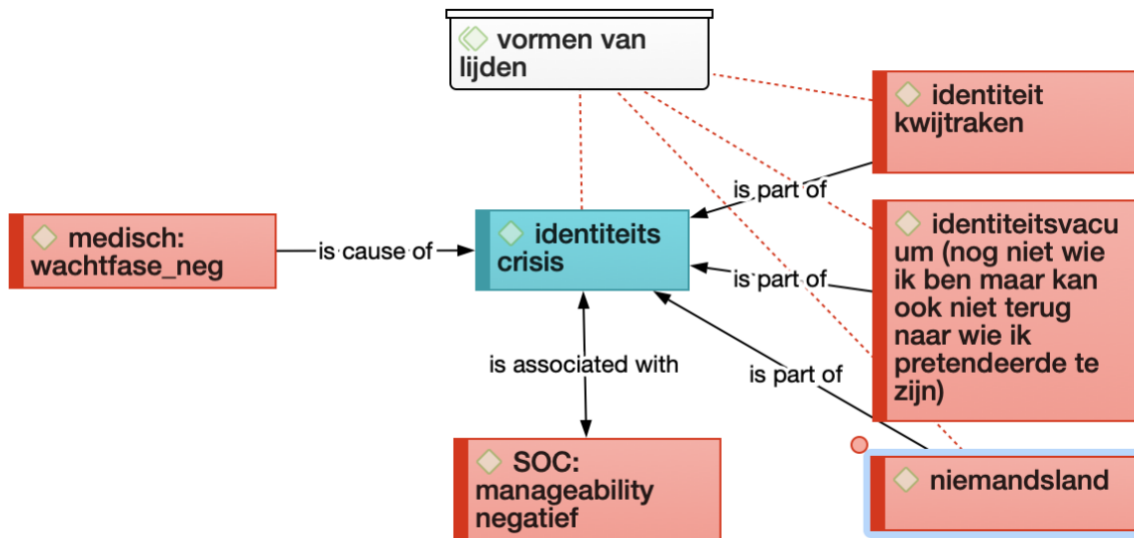 vormen van
lijden
identiteit
kwijtraken
is part of
medisch:
wachtfase_neg
is cause of
identiteits
crisis
identiteitsvacu
um (nog niet wie
ik ben maar kan
ook niet terug
naar wie ik
pretendeerde te
zijn)
is part of
is associated with
is part of
SOC:
manageability
negatief
niemandsland